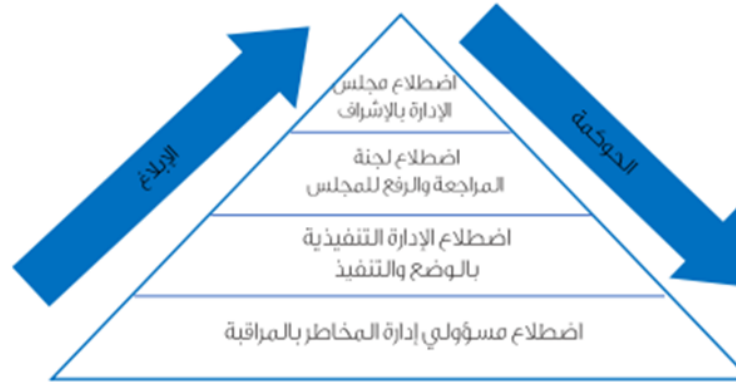 اضطلاع مجلس
الإدارة بالإشراف
اضطلاع لجنة
المراجعة والرفع للمجلس
اضطلاع الإدارة التنفيذية
بالوضع والتنفيذ
اضطلاع مسؤولي إدارة المخاطر بالمراقبة
الحوكمة
الإبلاغ